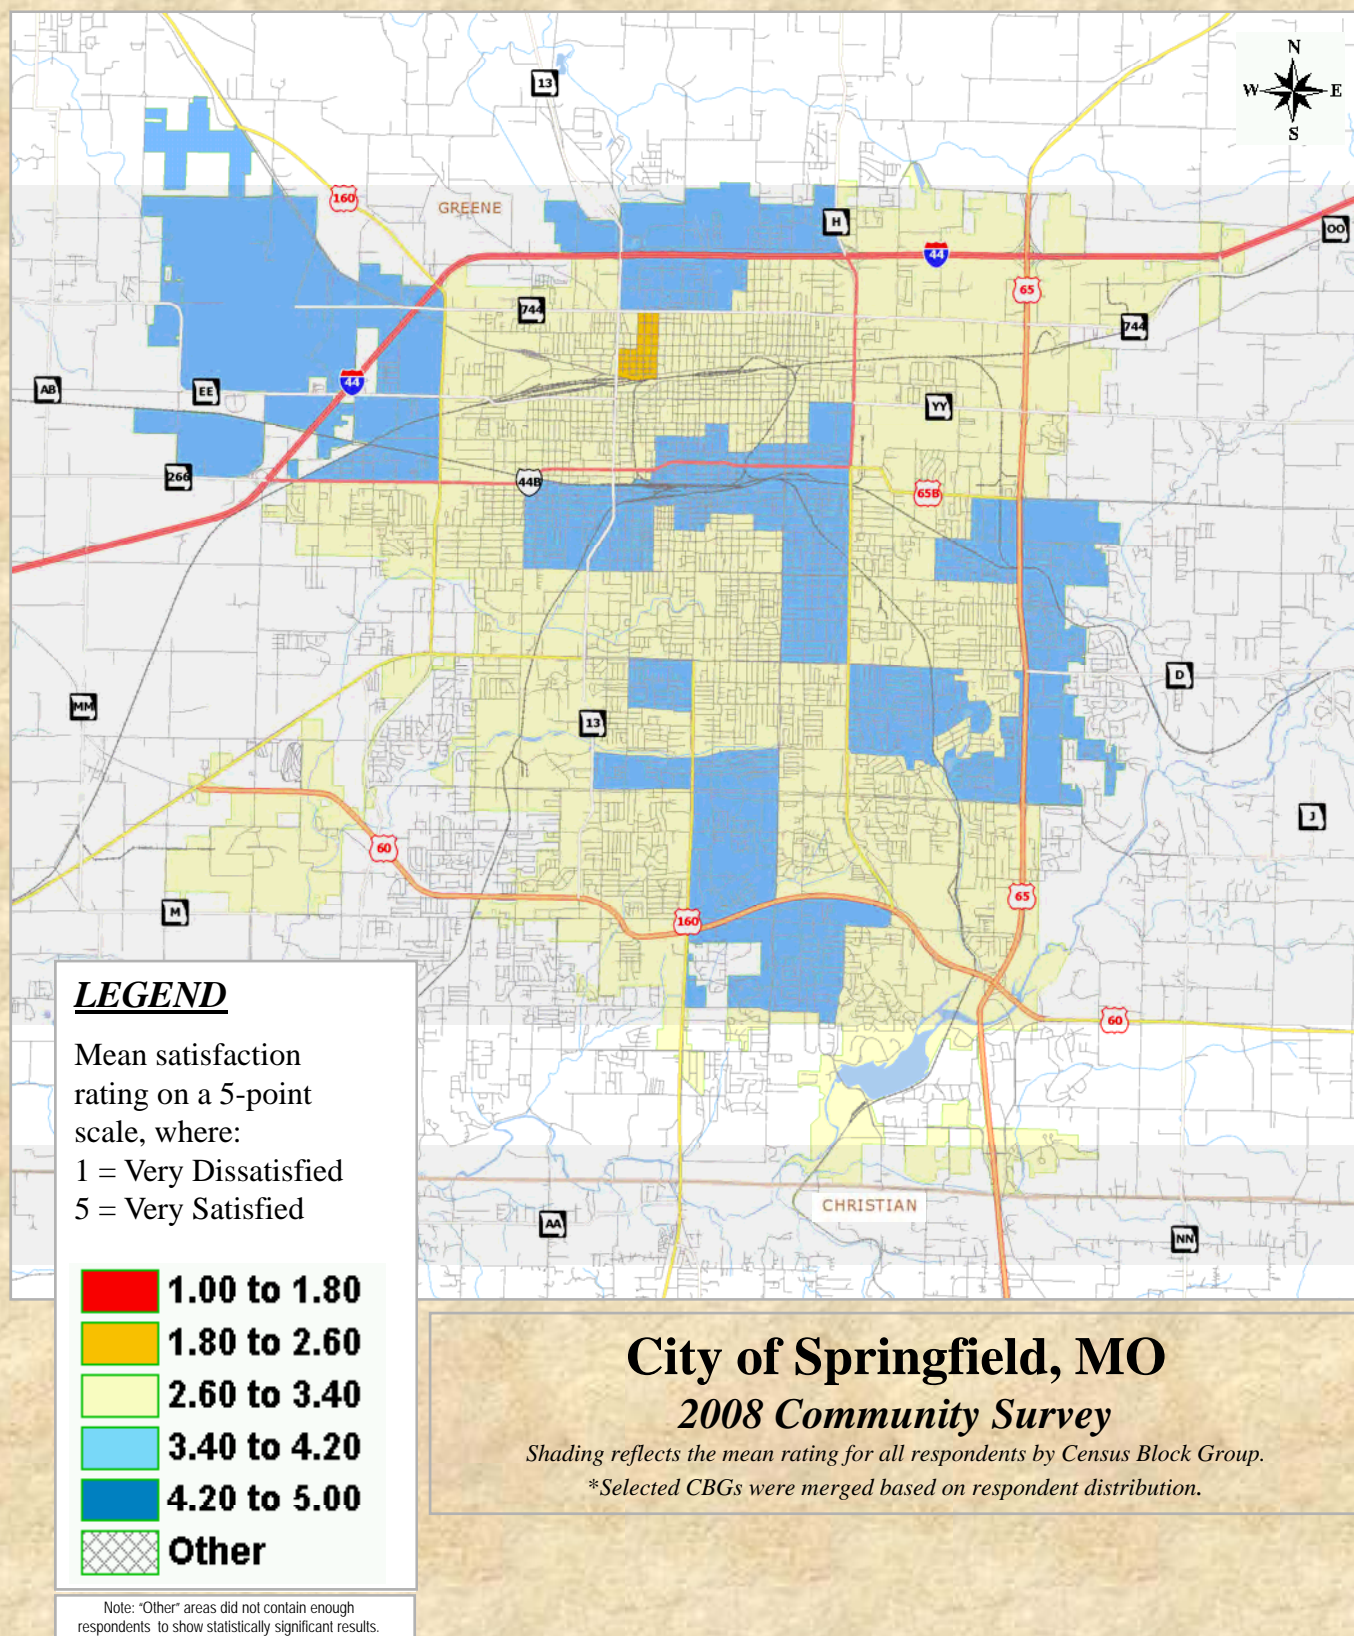 N
W E
S
13
160
GREENE
H
OO
44
65
744
744
44
AB
EE
YY
266
44B
65B
D
MM
13
J
60
M
160
65
60
CHRISTIAN
AA
NN
LEGEND
Mean satisfaction
rating on a 5-point
scale, where:
1 = Very Dissatisfied
5 = Very Satisfied
1.00 to 1.80
1.80 to 2.60
2.60 to 3.40
3.40 to 4.20
4.20 to 5.00
Other
Note: “Other” areas did not contain enough
respondents to show statistically significant results.
City of Springfield, MO
2008 Community Survey
Shading reflects the mean rating for all respondents by Census Block Group.
*Selected CBGs were merged based on respondent distribution.